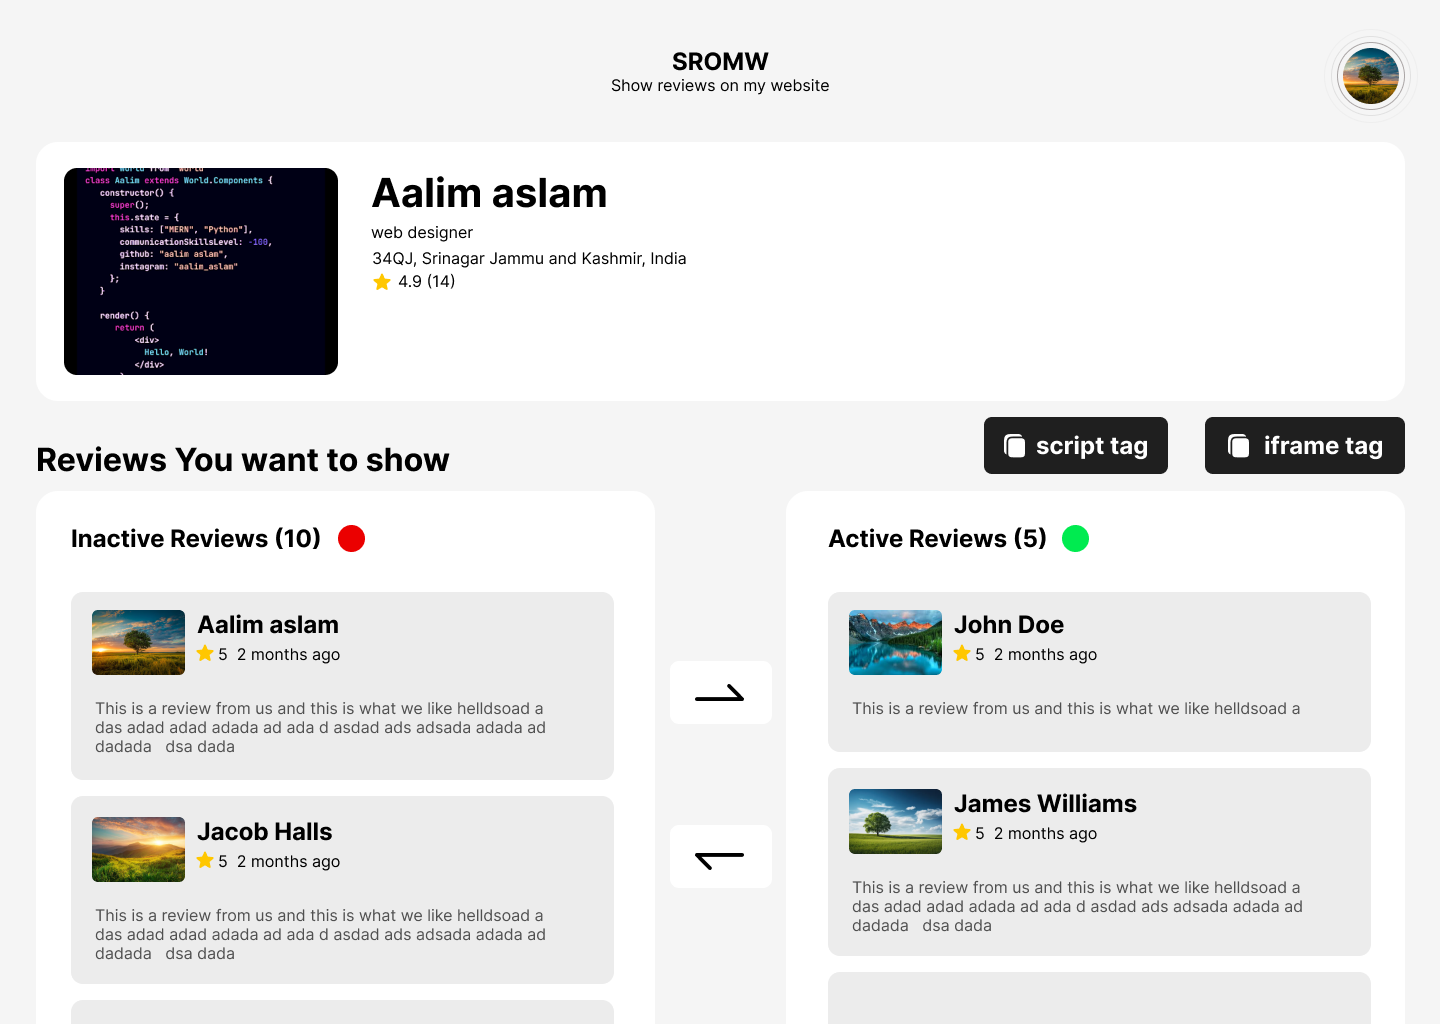 SROMW
Show reviews on my website
import World from "World"
class Aalim extends World.Components {
constructor() {
super();
this.state = {
skills: ["MERN", "Python"],
communicationSkillsLevel: -100,
github: "aalim aslam",
instagram: "aalim_aslam"
};
}
render() {
return (
<div>
Hello, World!
</div>
Aalim aslam
web designer
34QJ, Srinagar Jammu and Kashmir, India
4.9 (14)
script tag
iframe tag
Reviews You want to show
Inactive Reviews (10)
Aalim aslam
5 2 months ago
This is a review from us and this is what we like helldsoad a
das adad adad adada ad ada d asdad ads adsada adada ad
dadada dsa dada
Jacob Halls
5 2 months ago
This is a review from us and this is what we like helldsoad a
das adad adad adada ad ada d asdad ads adsada adada ad
dadada dsa dada
Active Reviews (5)
John Doe
5 2 months ago
This is a review from us and this is what we like helldsoad a
James Williams
5 2 months ago
This is a review from us and this is what we like helldsoad a
das adad adad adada ad ada d asdad ads adsada adada ad
dadada dsa dada